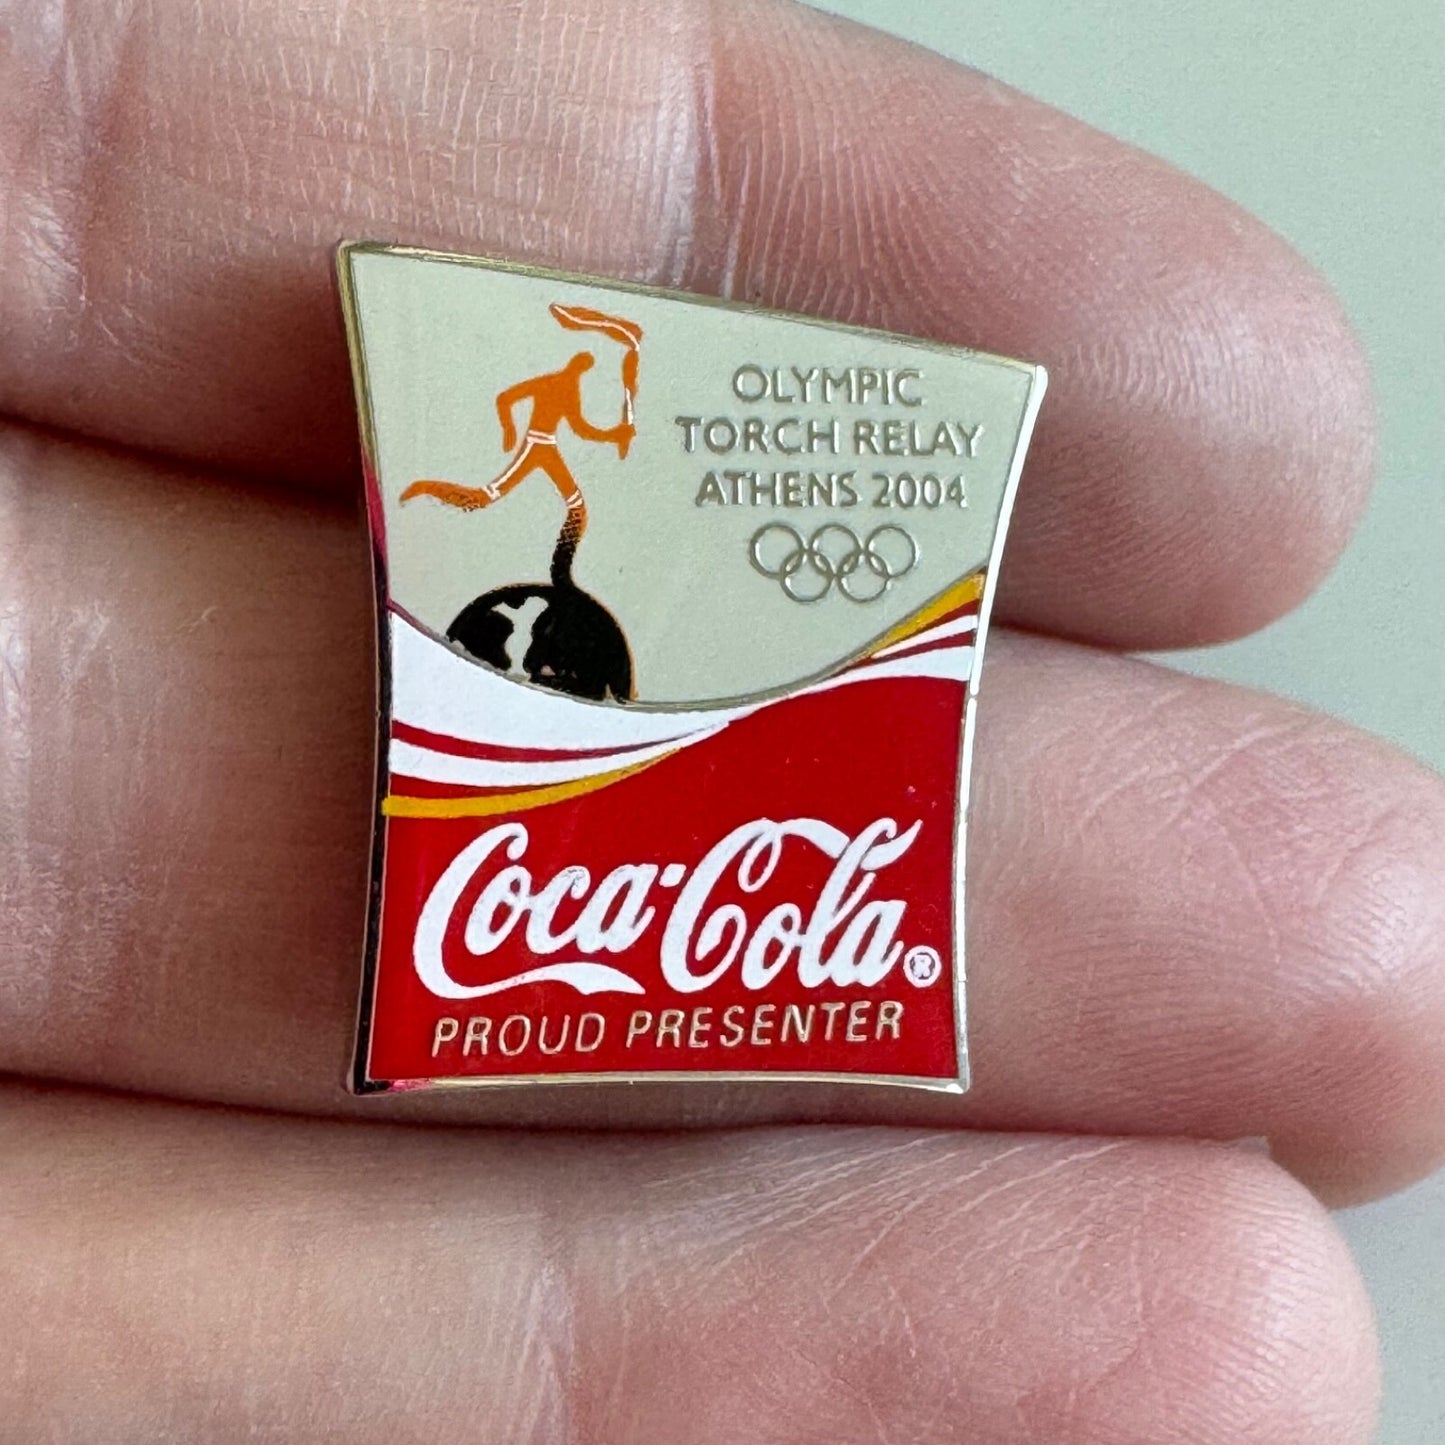 OLYMPIC
TORCH RELAY
ATHENS 2004
Coca-Cola®
PROUD PRESENTER